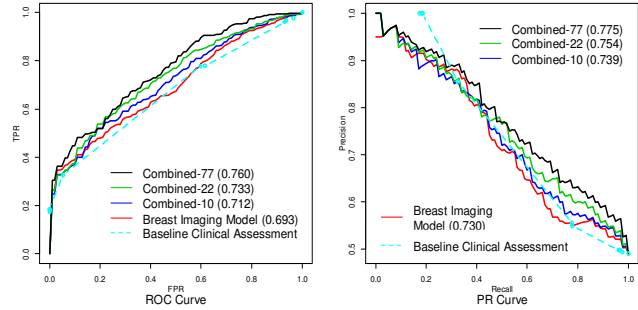 TPR
1.0
0.8
0.6
0.4
0.2
0.0
Combined-77 (0.760)
Combined-22 (0.733)
Combined-10 (0.712)
Breast Imaging Model (0.693)
Baseline Clinical Assessment
0.0 0.2 0.4 0.6 0.8 1.0
FPR
ROC Curve
Precision
1.0
0.9
0.8
0.7
0.6
0.5
Combined-77 (0.775)
Combined-22 (0.754)
Combined-10 (0.739)
Breast Imaging
Model (0.730)
Baseline Clinical Assessment
0.0 0.2 0.4 0.6 0.8 1.0
Recall
PR Curve